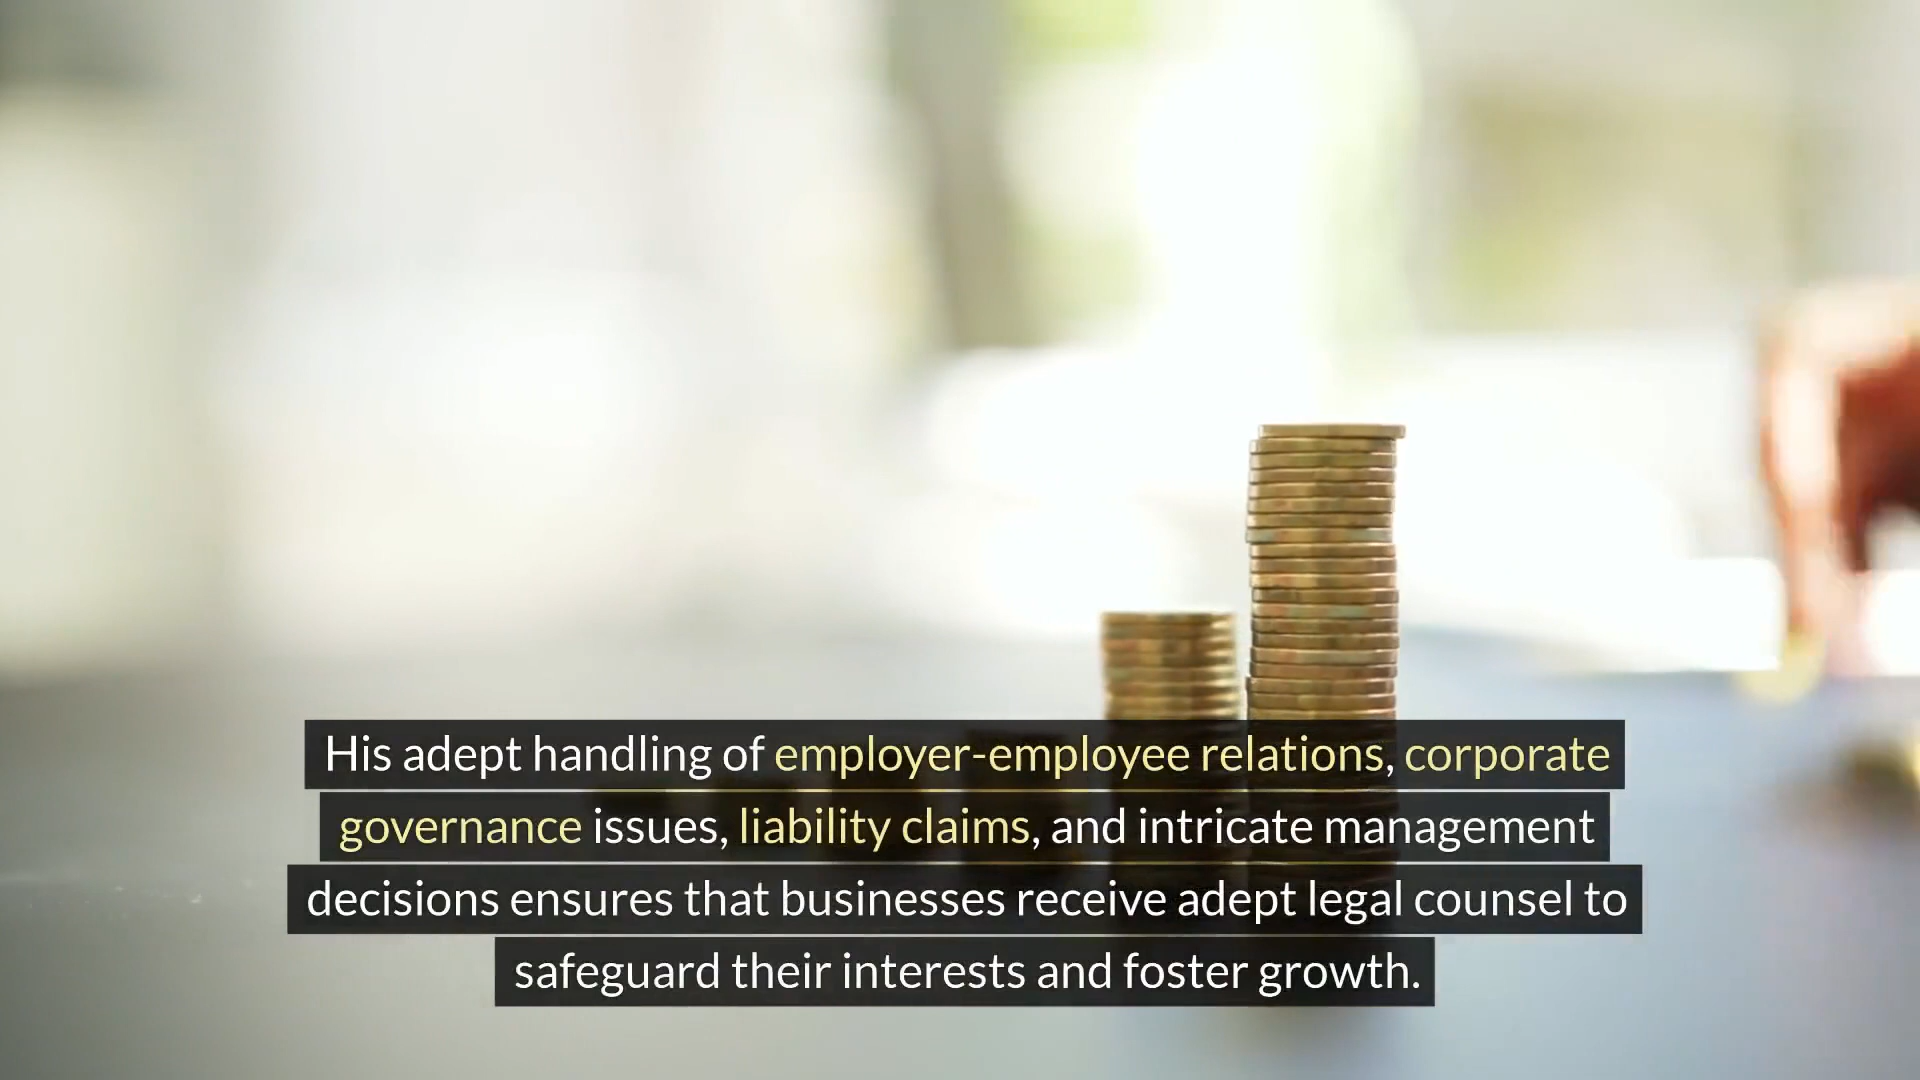 His adept handling of employer-employee relations, corporate
governance issues, liability claims, and intricate management
decisions ensures that businesses receive adept legal counsel to
safeguard their interests and foster growth.